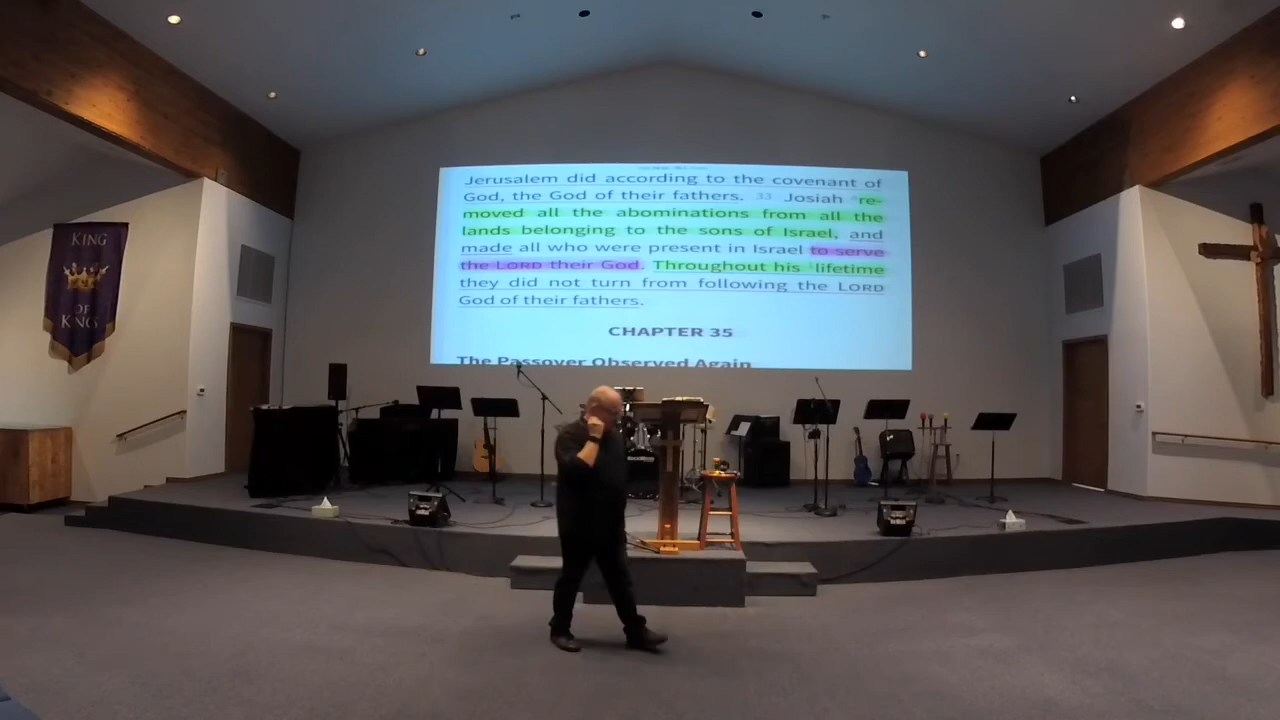 KING
OF
KINGS
Jerusalem did according to the covenant of
God, the God of their fathers. 33 Josiah re-
moved all the abominations from all the
lands belonging to the sons of Israel, and
made all who were present in Israel to serve
the LORD their God. Throughout his lifetime
they did not turn from following the LORD
God of their fathers.
CHAPTER 35
The Passover Observed Again